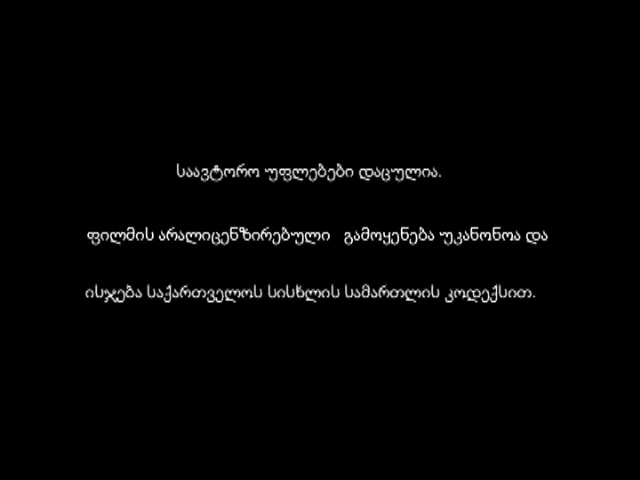 საავტორო უფლებები დაცულია.
ფილმის არალიცენზირებული გამოყენება უკანონოა და
ისჯება საქართველოს სისხლის სამართლის კოდექსით.